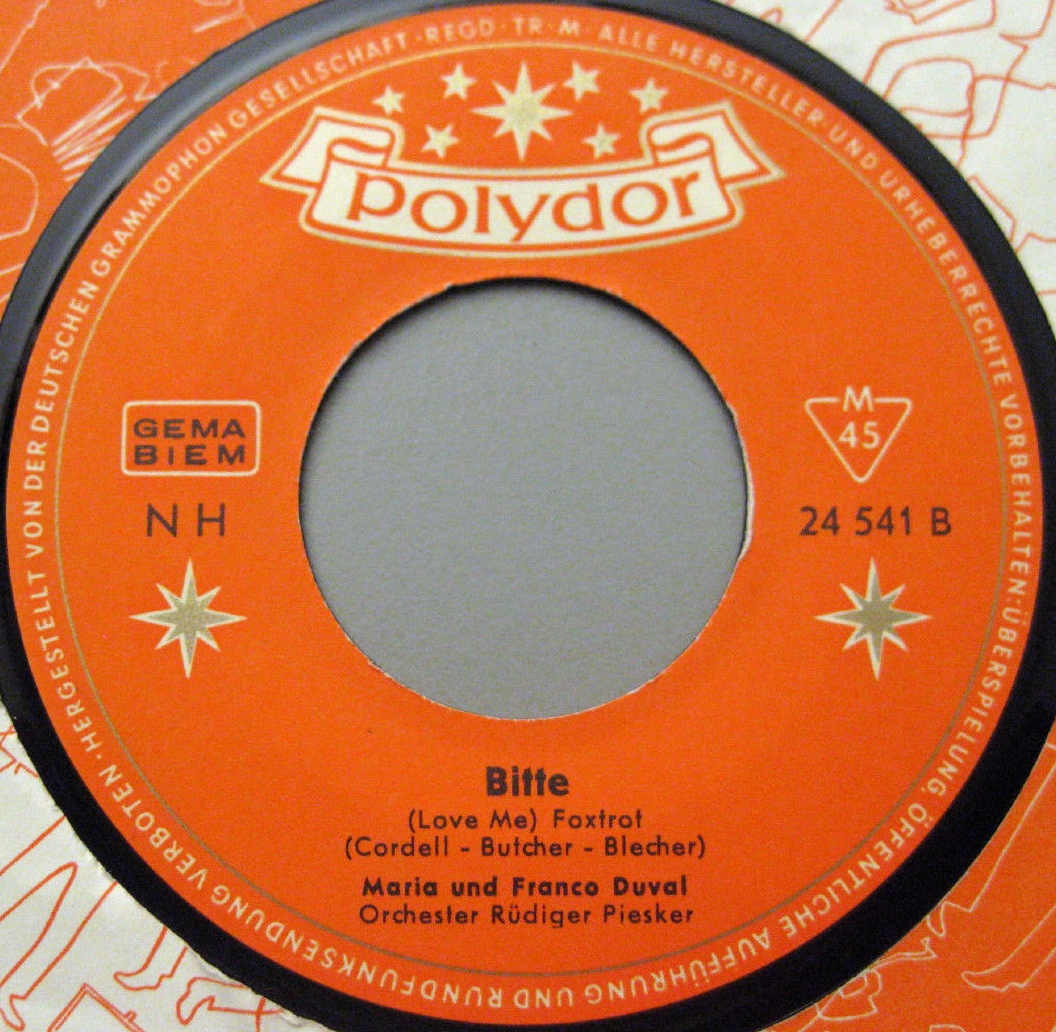 HERGESTELLT VON DER DEUTSCHEN GRAMMOPHON GESELLSCHAFT · REGD · TR · M · ALLE HERSTELLER- UND URHEBERRECHTE VORBEHALTEN · ÜBERSPIELUNG, ÖFFENTLICHE AUFFÜHRUNG UND RUNDFUNKSENDUNG VERBOTEN ·
polydor
GEMA
BIEM
N H
M
45
24 541 B
Bitte
(Love Me) Foxtrot
(Cordell - Butcher - Blecher)
Maria und Franco Duval
Orchester Rüdiger Piesker